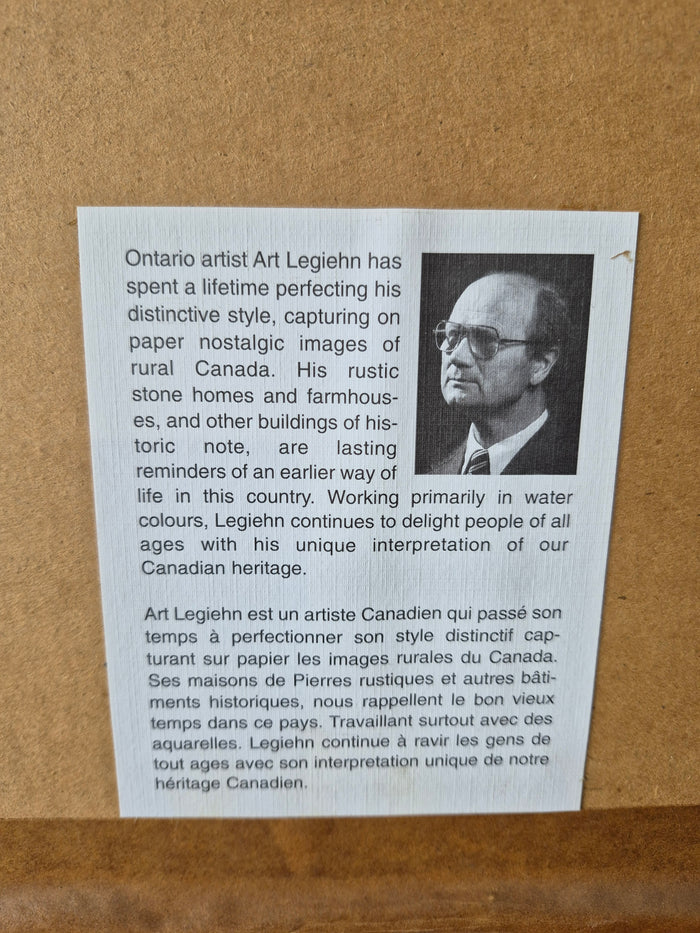 Ontario artist Art Legiehn has
spent a lifetime perfecting his
distinctive style, capturing on
paper nostalgic images of
rural Canada. His rustic
stone homes and farmhous-
es, and other buildings of his-
toric note, are lasting
reminders of an earlier way of
life in this country. Working primarily in water
colours, Legiehn continues to delight people of all
ages with his unique interpretation of our
Canadian heritage.
Art Legiehn est un artiste Canadien qui passé son
temps à perfectionner son style distinctif cap-
turant sur papier les images rurales du Canada.
Ses maisons de Pierres rustiques et autres bâti-
ments historiques, nous rappellent le bon vieux
temps dans ce pays. Travaillant surtout avec des
aquarelles. Legiehn continue à ravir les gens de
tout ages avec son interpretation unique de notre
héritage Canadien.